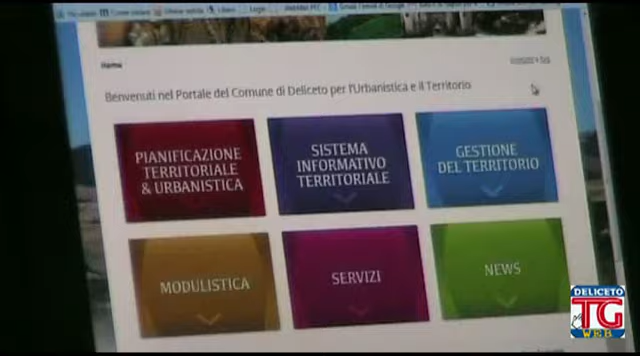 Home
Benvenuti nel Portale del Comune di Deliceto per l'Urbanistica e il Territorio
PIANIFICAZIONE
TERRITORIALE
& URBANISTICA
SISTEMA
INFORMATIVO
TERRITORIALE
GESTIONE
DEL TERRITORIO
MODULISTICA
SERVIZI
NEWS
DELICETO
TG
WEB